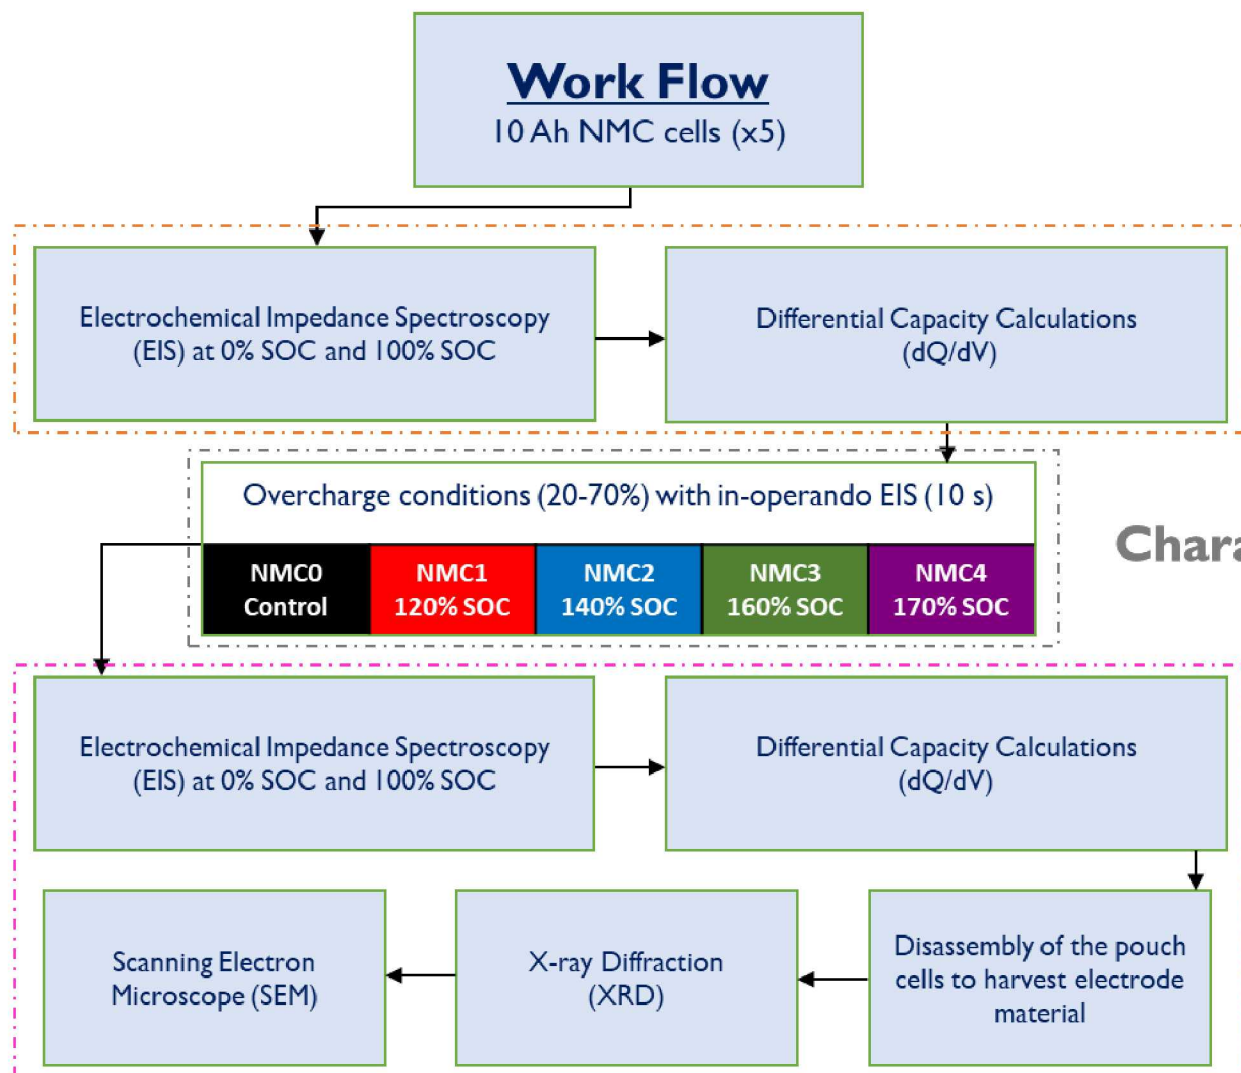 Work Flow
10 Ah NMC cells (x5)
Electrochemical Impedance Spectroscopy
(EIS) at 0% SOC and 100% SOC
Differential Capacity Calculations
(dQ/dV)
Overcharge conditions (20-70%) with in-operando EIS (10 s)
NMC0
Control
NMC1
120% SOC
NMC2
140% SOC
NMC3
160% SOC
NMC4
170% SOC
Chara
Electrochemical Impedance Spectroscopy
(EIS) at 0% SOC and 100% SOC
Differential Capacity Calculations
(dQ/dV)
Scanning Electron
Microscope (SEM)
X-ray Diffraction
(XRD)
Disassembly of the pouch
cells to harvest electrode
material